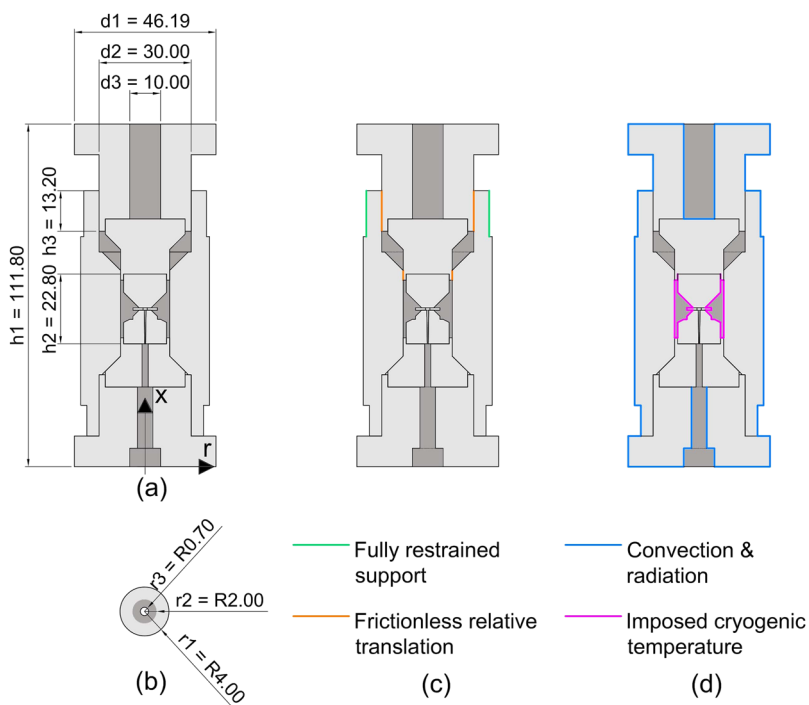 d1 = 46.19
d2 = 30.00
d3 = 10.00
h1 = 111.80
h3 = 13.20
h2 = 22.80
x
r
(a)
r3 = R0.70
r2 = R2.00
r1 = R4.00
(b)
Fully restrained
support
Frictionless relative
translation
(c)
Convection &
radiation
Imposed cryogenic
temperature
(d)